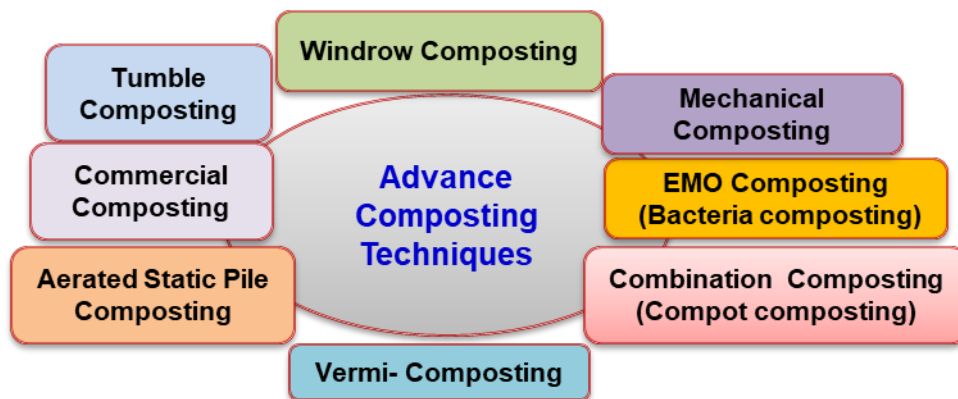 Windrow Composting
Tumble
Composting
Mechanical
Composting
Commercial
Composting
Advance
Composting
Techniques
EMO Composting
(Bacteria composting)
Aerated Static Pile
Composting
Combination Composting
(Compot composting)
Vermi- Composting